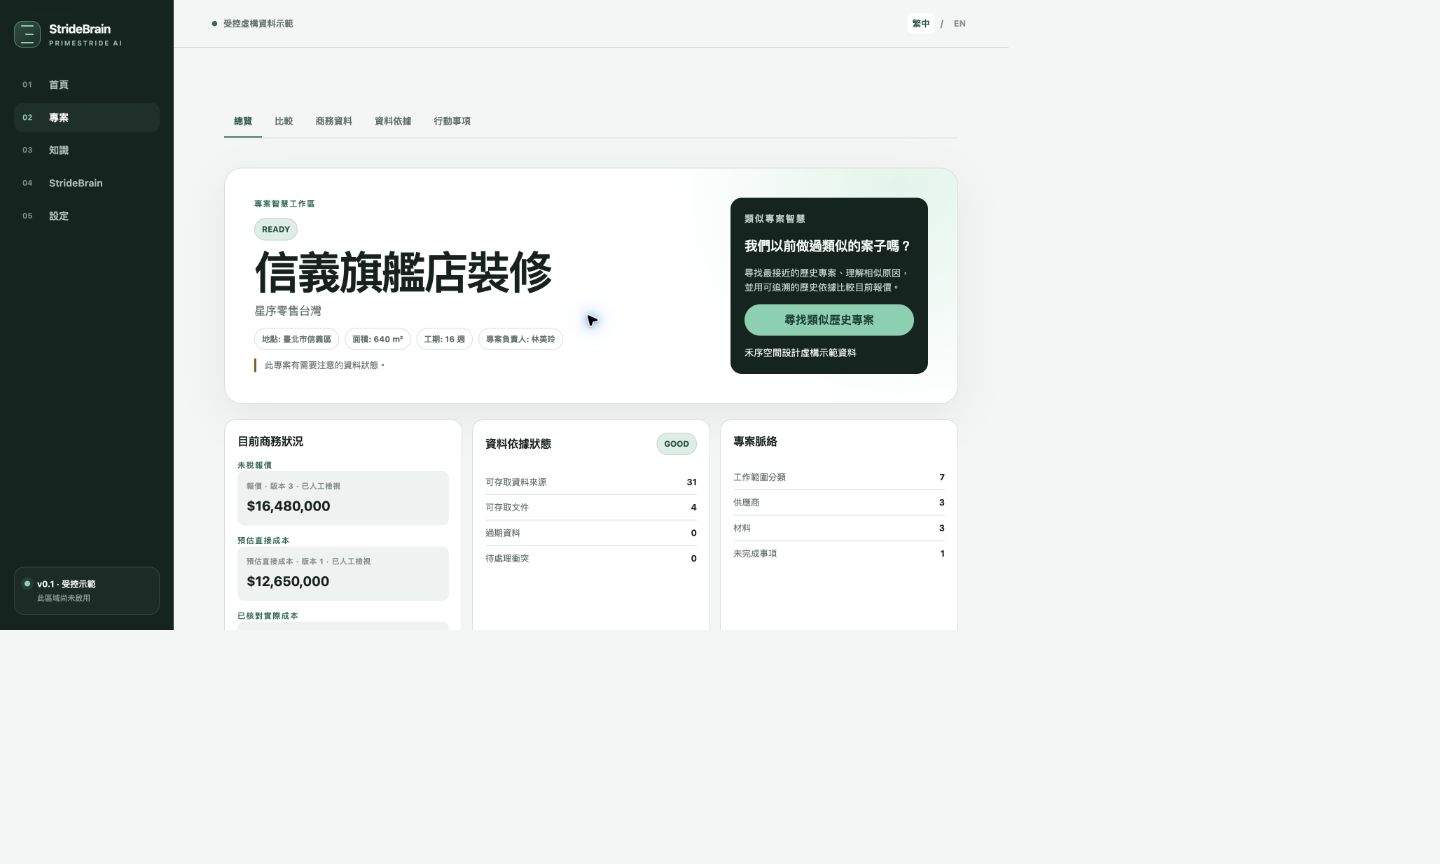 StrideBrain
PRIMESTRIDE AI
01 首頁
02 專案
03 知識
04 StrideBrain
05 設定
v0.1 · 受控示範
此區域尚未啟用
受控虛構資料示範
繁中 / EN
總覽 比較 商務資料 資料依據 行動事項
專案智慧工作區
READY
信義旗艦店裝修
星序零售台灣
地點: 臺北市信義區 面積: 640 m² 工期: 16 週 專案負責人: 林美玲
此專案有需要注意的資料狀態。
類似專案智慧
我們以前做過類似的案子嗎？
尋找最接近的歷史專案、理解相似原因，
並用可追溯的歷史依據比較目前報價。
尋找類似歷史專案
禾序空間設計虛構示範資料
目前商務狀況
未稅報價
報價 · 版本 3 · 已人工檢視
$16,480,000
預估直接成本
預估直接成本 · 版本 1 · 已人工檢視
$12,650,000
已核對實際成本
資料依據狀態 GOOD
可存取資料來源 31
可存取文件 4
過期資料 0
待處理衝突 0
專案脈絡
工作範圍分類 7
供應商 3
材料 3
未完成事項 1